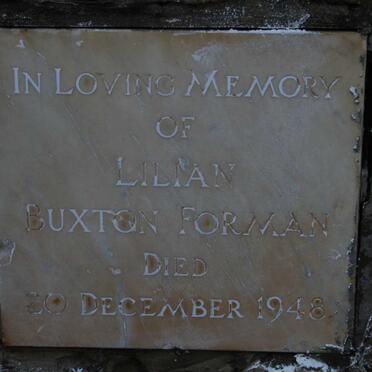 IN LOVING MEMORY
OF
LILIAN
BUXTON FORMAN
DIED
30 DECEMBER 1948.